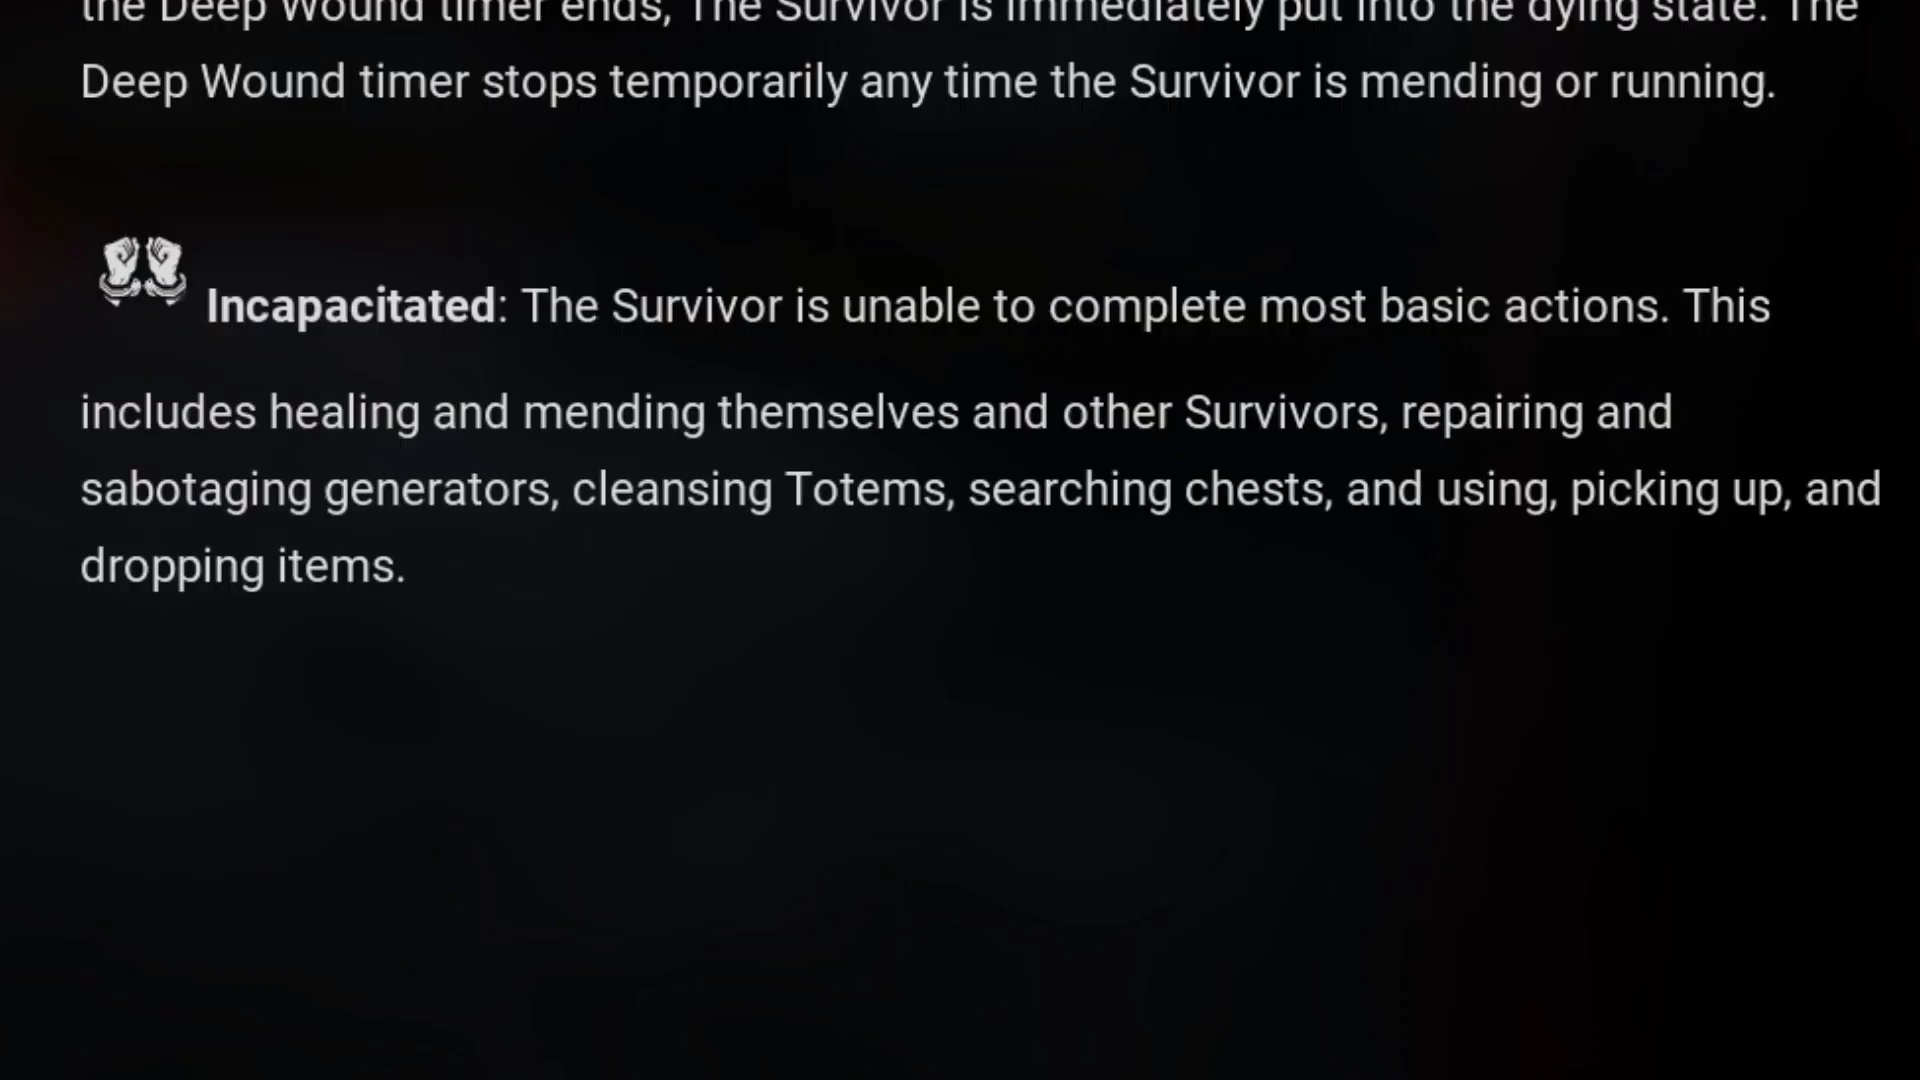 the Deep Wound timer ends, The Survivor is immediately put into the dying state. The
Deep Wound timer stops temporarily any time the Survivor is mending or running.
Incapacitated: The Survivor is unable to complete most basic actions. This
includes healing and mending themselves and other Survivors, repairing and
sabotaging generators, cleansing Totems, searching chests, and using, picking up, and
dropping items.